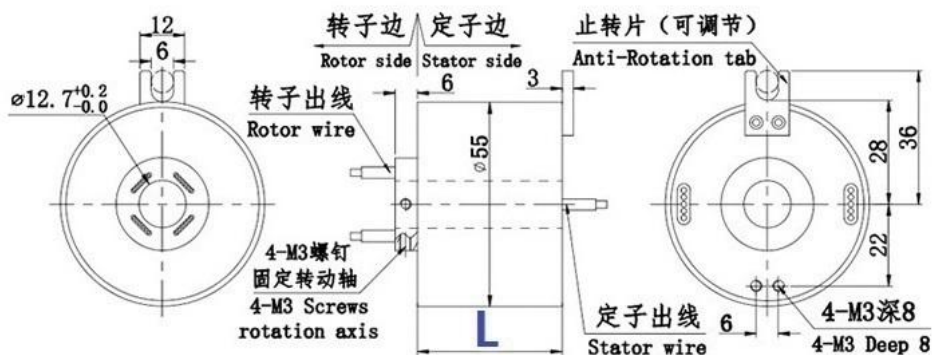 12
6
⌀12.7+0.2-0.0
转子边
定子边
Rotor side
Stator side
6
3
转子出线
Rotor wire
⌀55
4-M3螺钉
固定转动轴
4-M3 Screws
rotation axis
L
定子出线
Stator wire
止转片（可调节）
Anti-Rotation tab
28
36
22
6
4-M3深8
4-M3 Deep 8